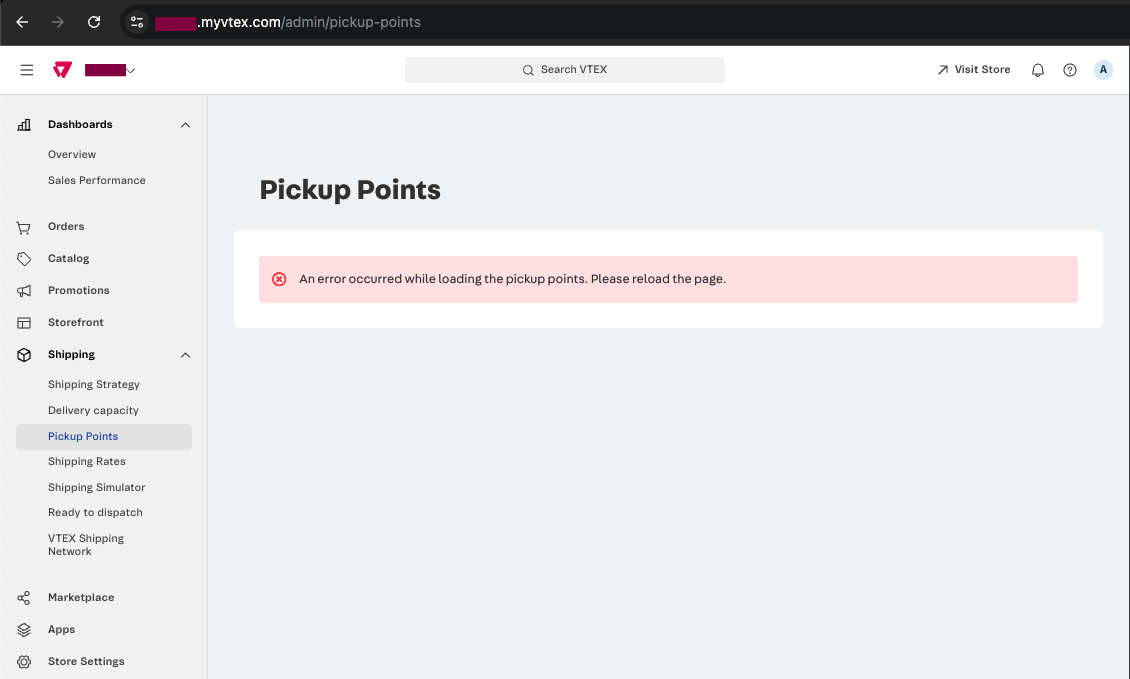 .myvtex.com/admin/pickup-points
Search VTEX
Visit Store
A
Dashboards
Overview
Sales Performance
Orders
Catalog
Promotions
Storefront
Shipping
Shipping Strategy
Delivery capacity
Pickup Points
Shipping Rates
Shipping Simulator
Ready to dispatch
VTEX Shipping
Network
Marketplace
Apps
Store Settings
Pickup Points
An error occurred while loading the pickup points. Please reload the page.